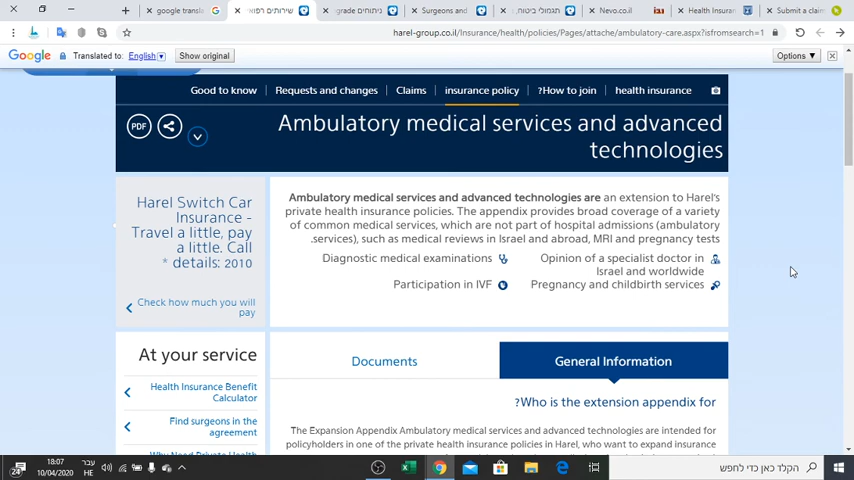 google transl
שירותים רפואי
ניתוחים
grade
Surgeons and
תגמולי ביטוח,
Nevo.co.il
nevo
Health Insuran
Submit a clai
harel-group.co.il/Insurance/health/policies/Pages/attache/ambulatory-care.aspx?isfromsearch=1
Google Translated to: English Show original Options
Good to know | Requests and changes | Claims | insurance policy | ?How to join | health insurance
PDF
Ambulatory medical services and advanced
technologies
Harel Switch Car
Insurance -
Travel a little, pay
a little. Call
* details: 2010
Check how much you will
pay
Ambulatory medical services and advanced technologies are an extension to Harel's
private health insurance policies. The appendix provides broad coverage of a variety
of common medical services, which are not part of hospital admissions (ambulatory
.services), such as medical reviews in Israel and abroad, MRI and pregnancy tests
Diagnostic medical examinations
Opinion of a specialist doctor in
Israel and worldwide
Participation in IVF
Pregnancy and childbirth services
At your service
Health Insurance Benefit
Calculator
Find surgeons in the
agreement
Why Need Private Health
Documents
General Information
?Who is the extension appendix for
The Expansion Appendix Ambulatory medical services and advanced technologies are intended for
policyholders in one of the private health insurance policies in Harel, who want to expand insurance
24
18:07
10/04/2020
עבר
HE
הקלד כאן כדי לחפש